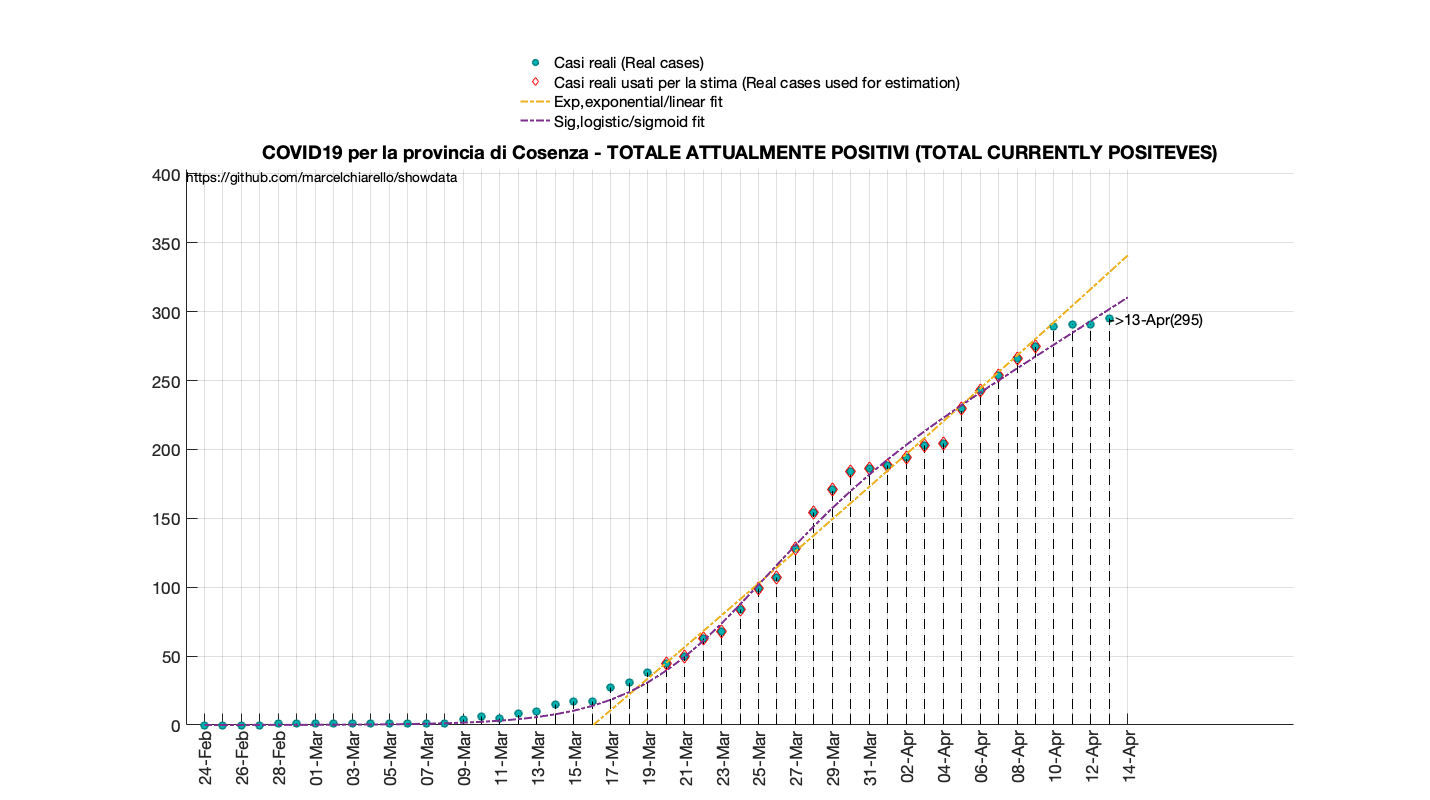 Casi reali (Real cases)
Casi reali usati per la stima (Real cases used for estimation)
Exp,exponential/linear fit
Sig,logistic/sigmoid fit
COVID19 per la provincia di Cosenza - TOTALE ATTUALMENTE POSITIVI (TOTAL CURRENTLY POSITEVES)
https://github.com/marcelchiarello/showdata
400
350
300
250
200
150
100
50
0
->13-Apr(295)
24-Feb
26-Feb
28-Feb
01-Mar
03-Mar
05-Mar
07-Mar
09-Mar
11-Mar
13-Mar
15-Mar
17-Mar
19-Mar
21-Mar
23-Mar
25-Mar
27-Mar
29-Mar
31-Mar
02-Apr
04-Apr
06-Apr
08-Apr
10-Apr
12-Apr
14-Apr